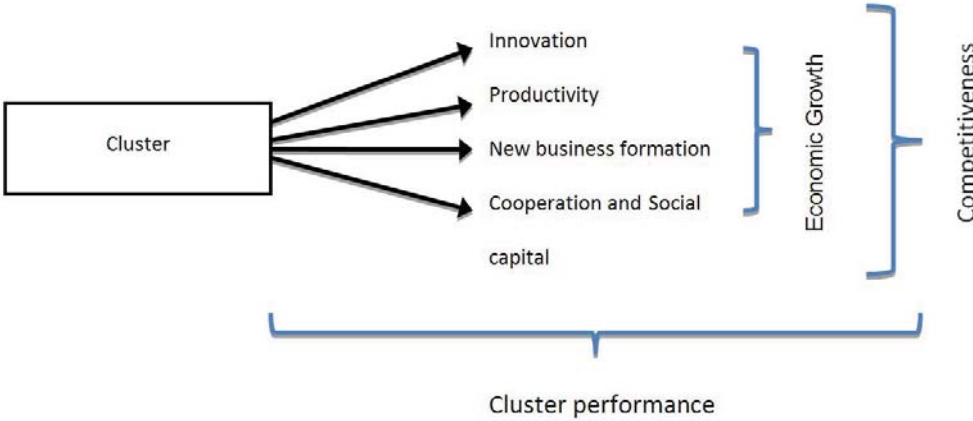 Cluster
Innovation
Productivity
New business formation
Cooperation and Social
capital
Economic Growth
Competitiveness
Cluster performance